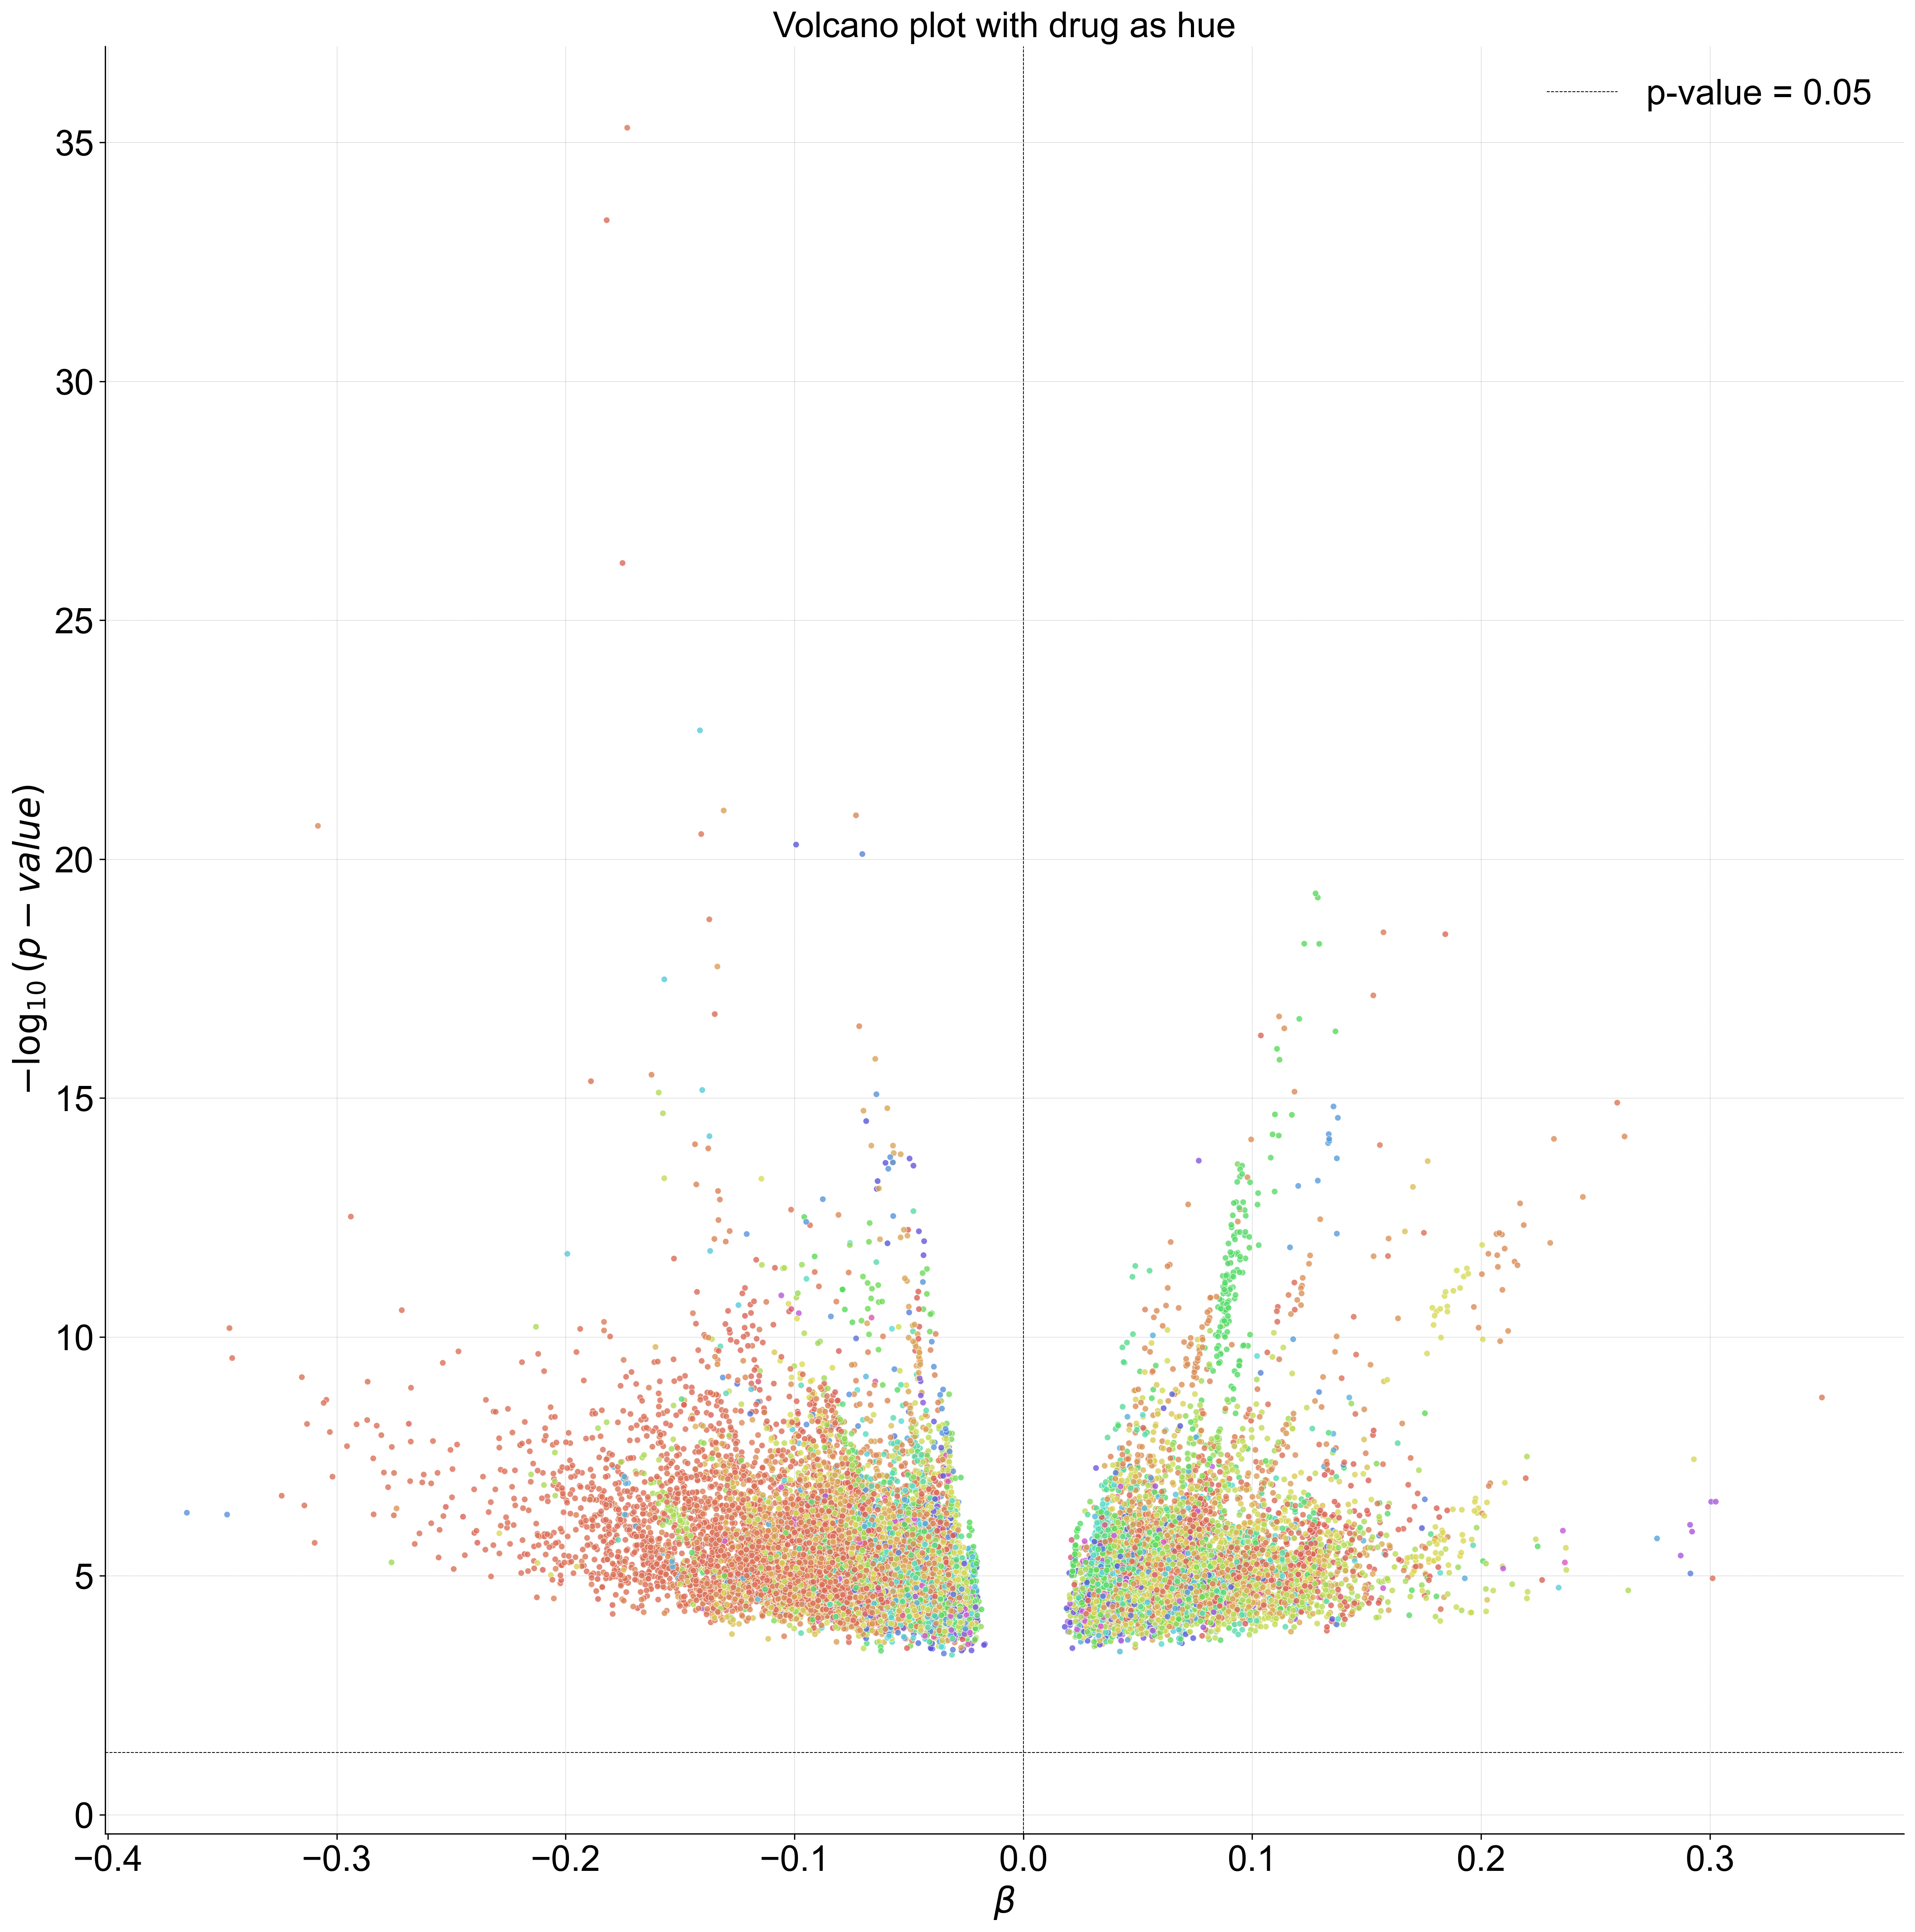 Volcano plot with drug as hue
p-value = 0.05
35
30
25
20
15
10
5
0
−log10 (p − value)
−0.4 −0.3 −0.2 −0.1 0.0 0.1 0.2 0.3
β